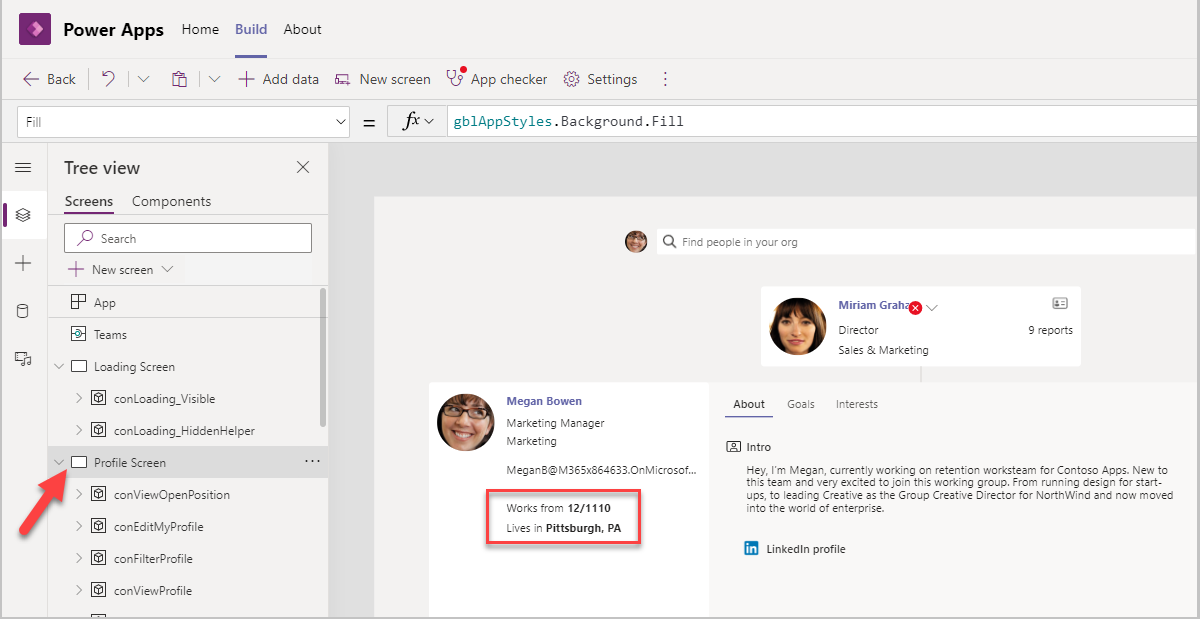 Power Apps Home Build About
Back Add data New screen App checker Settings
Fill = fx gblAppStyles.Background.Fill
Tree view
Screens Components
Search
New screen
App
Teams
Loading Screen
conLoading_Visible
conLoading_HiddenHelper
Profile Screen
conViewOpenPosition
conEditMyProfile
conFilterProfile
conViewProfile
Find people in your org
Miriam Graha
Director 9 reports
Sales & Marketing
Megan Bowen
Marketing Manager
Marketing
MeganB@M365x864633.OnMicrosof...
Works from 12/1110
Lives in Pittsburgh, PA
About Goals Interests
Intro
Hey, I'm Megan, currently working on retention worksteam for Contoso Apps. New to
this team and very excited to join this working group. From running design for start-
ups, to leading Creative as the Group Creative Director for NorthWind and now moved
into the world of enterprise.
in LinkedIn profile